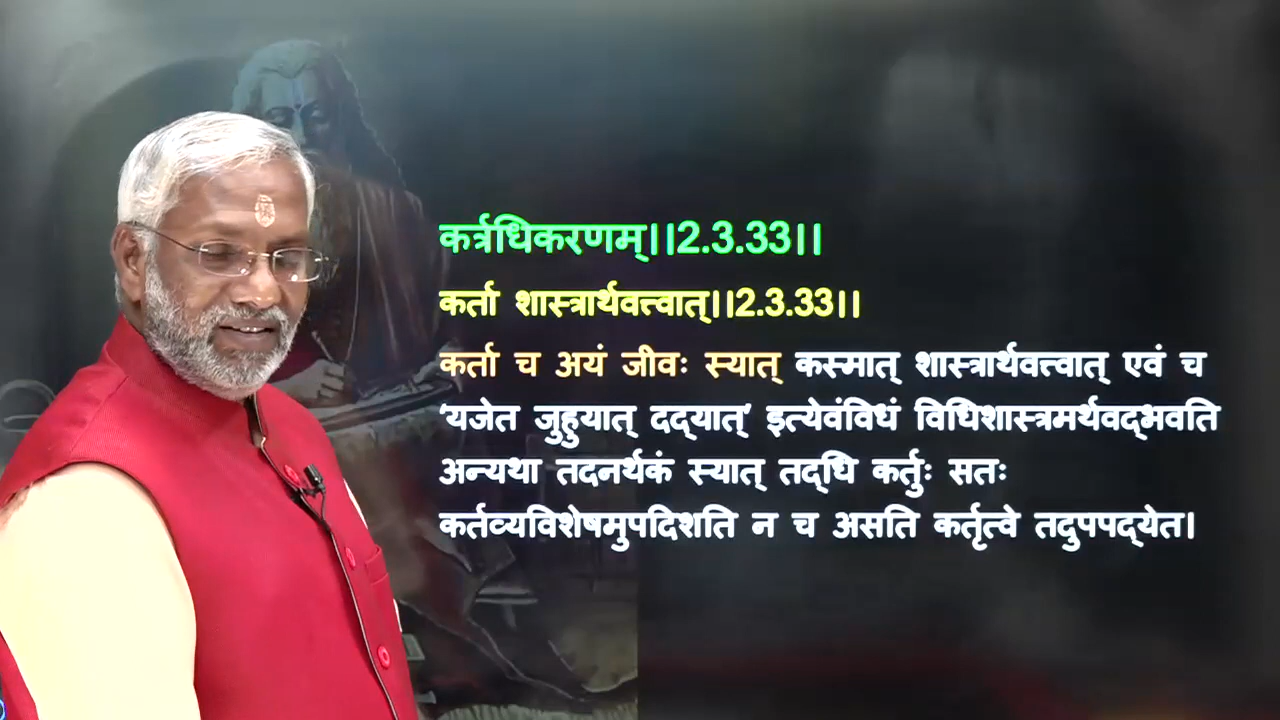 कर्त्रधिकरणम्।।2.3.33।।
कर्ता शास्त्रार्थवत्त्वात्।।2.3.33।।
कर्ता च अयं जीवः स्यात् कस्मात् शास्त्रार्थवत्त्वात् एवं च
‘यजेत जुहुयात् दद्यात्’ इत्येवंविधं विधिशास्त्रमर्थवद्भवति
अन्यथा तदनर्थकं स्यात् तद्धि कर्तुः सतः
कर्तव्यविशेषमुपदिशति न च असति कर्तृत्वे तदुपपद्येत।